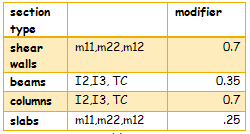 section type modifier
shear walls m11,m22,m12 0.7
beams I2,I3, TC 0.35
columns I2,I3, TC 0.7
slabs m11,m22,m12 .25